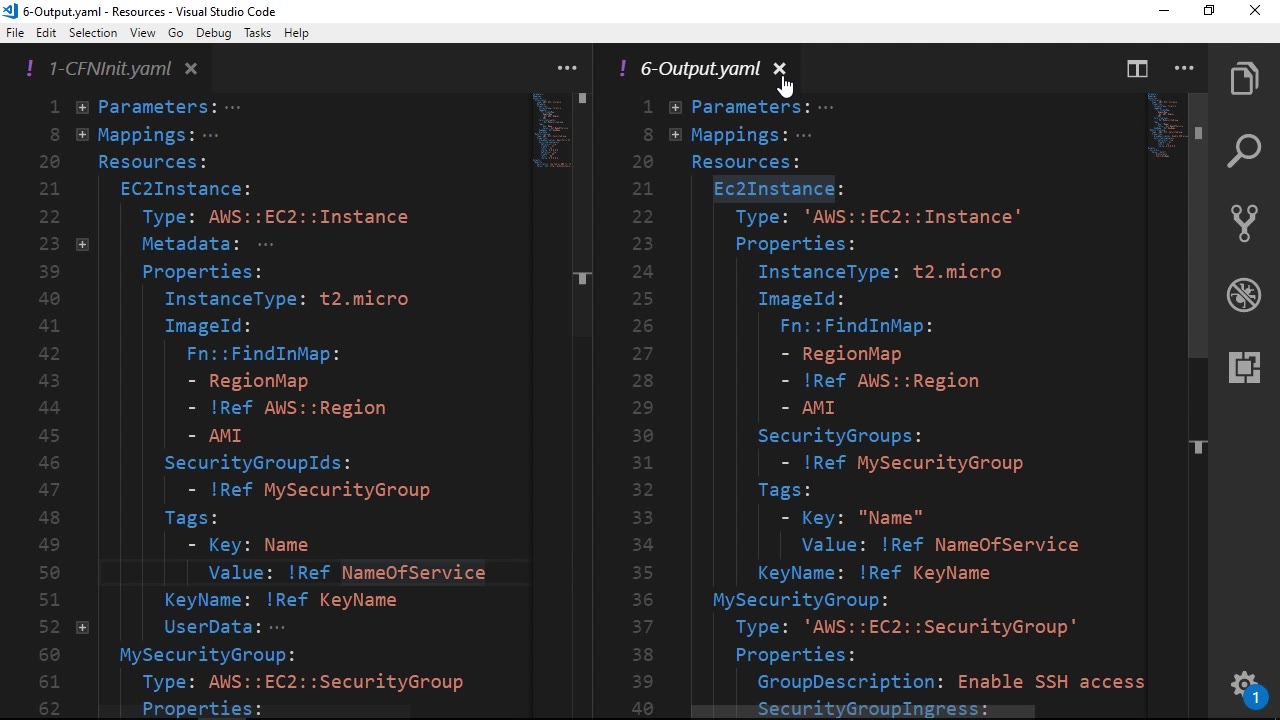 6-Output.yaml - Resources - Visual Studio Code
File Edit Selection View Go Debug Tasks Help
! 1-CFNInit.yaml
1 Parameters: ···
8 Mappings: ···
20 Resources:
21 EC2Instance:
22 Type: AWS::EC2::Instance
23 Metadata: ···
39 Properties:
40 InstanceType: t2.micro
41 ImageId:
42 Fn::FindInMap:
43 - RegionMap
44 - !Ref AWS::Region
45 - AMI
46 SecurityGroupIds:
47 - !Ref MySecurityGroup
48 Tags:
49 - Key: Name
50 Value: !Ref NameOfService
51 KeyName: !Ref KeyName
52 UserData: ···
60 MySecurityGroup:
61 Type: AWS::EC2::SecurityGroup
62 Properties:
! 6-Output.yaml
1 Parameters: ···
8 Mappings: ···
20 Resources:
21 Ec2Instance:
22 Type: 'AWS::EC2::Instance'
23 Properties:
24 InstanceType: t2.micro
25 ImageId:
26 Fn::FindInMap:
27 - RegionMap
28 - !Ref AWS::Region
29 - AMI
30 SecurityGroups:
31 - !Ref MySecurityGroup
32 Tags:
33 - Key: "Name"
34 Value: !Ref NameOfService
35 KeyName: !Ref KeyName
36 MySecurityGroup:
37 Type: 'AWS::EC2::SecurityGroup'
38 Properties:
39 GroupDescription: Enable SSH access
40 SecurityGroupIngress:
1